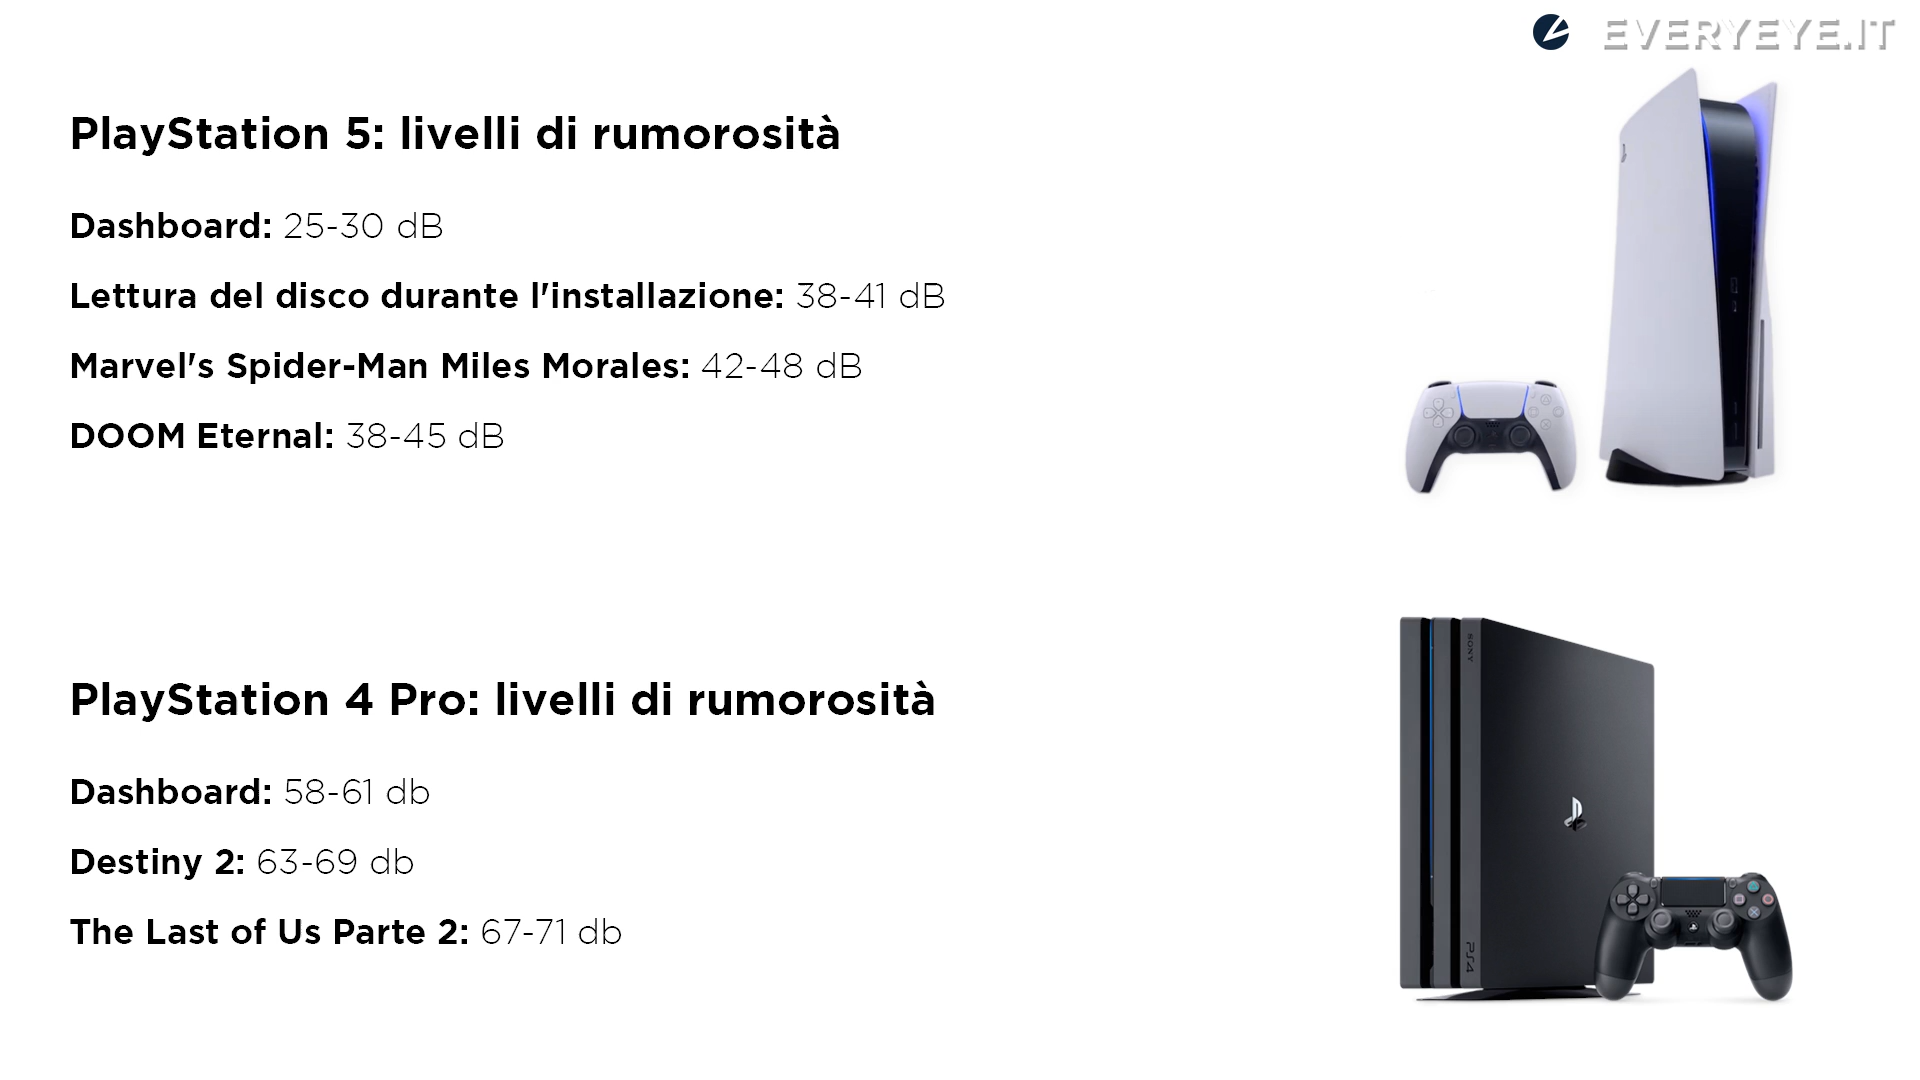 EVERYEYE.IT
PlayStation 5: livelli di rumorosità
Dashboard: 25-30 dB
Lettura del disco durante l'installazione: 38-41 dB
Marvel's Spider-Man Miles Morales: 42-48 dB
DOOM Eternal: 38-45 dB
PlayStation 4 Pro: livelli di rumorosità
Dashboard: 58-61 db
Destiny 2: 63-69 db
The Last of Us Parte 2: 67-71 db
SONY
PS4